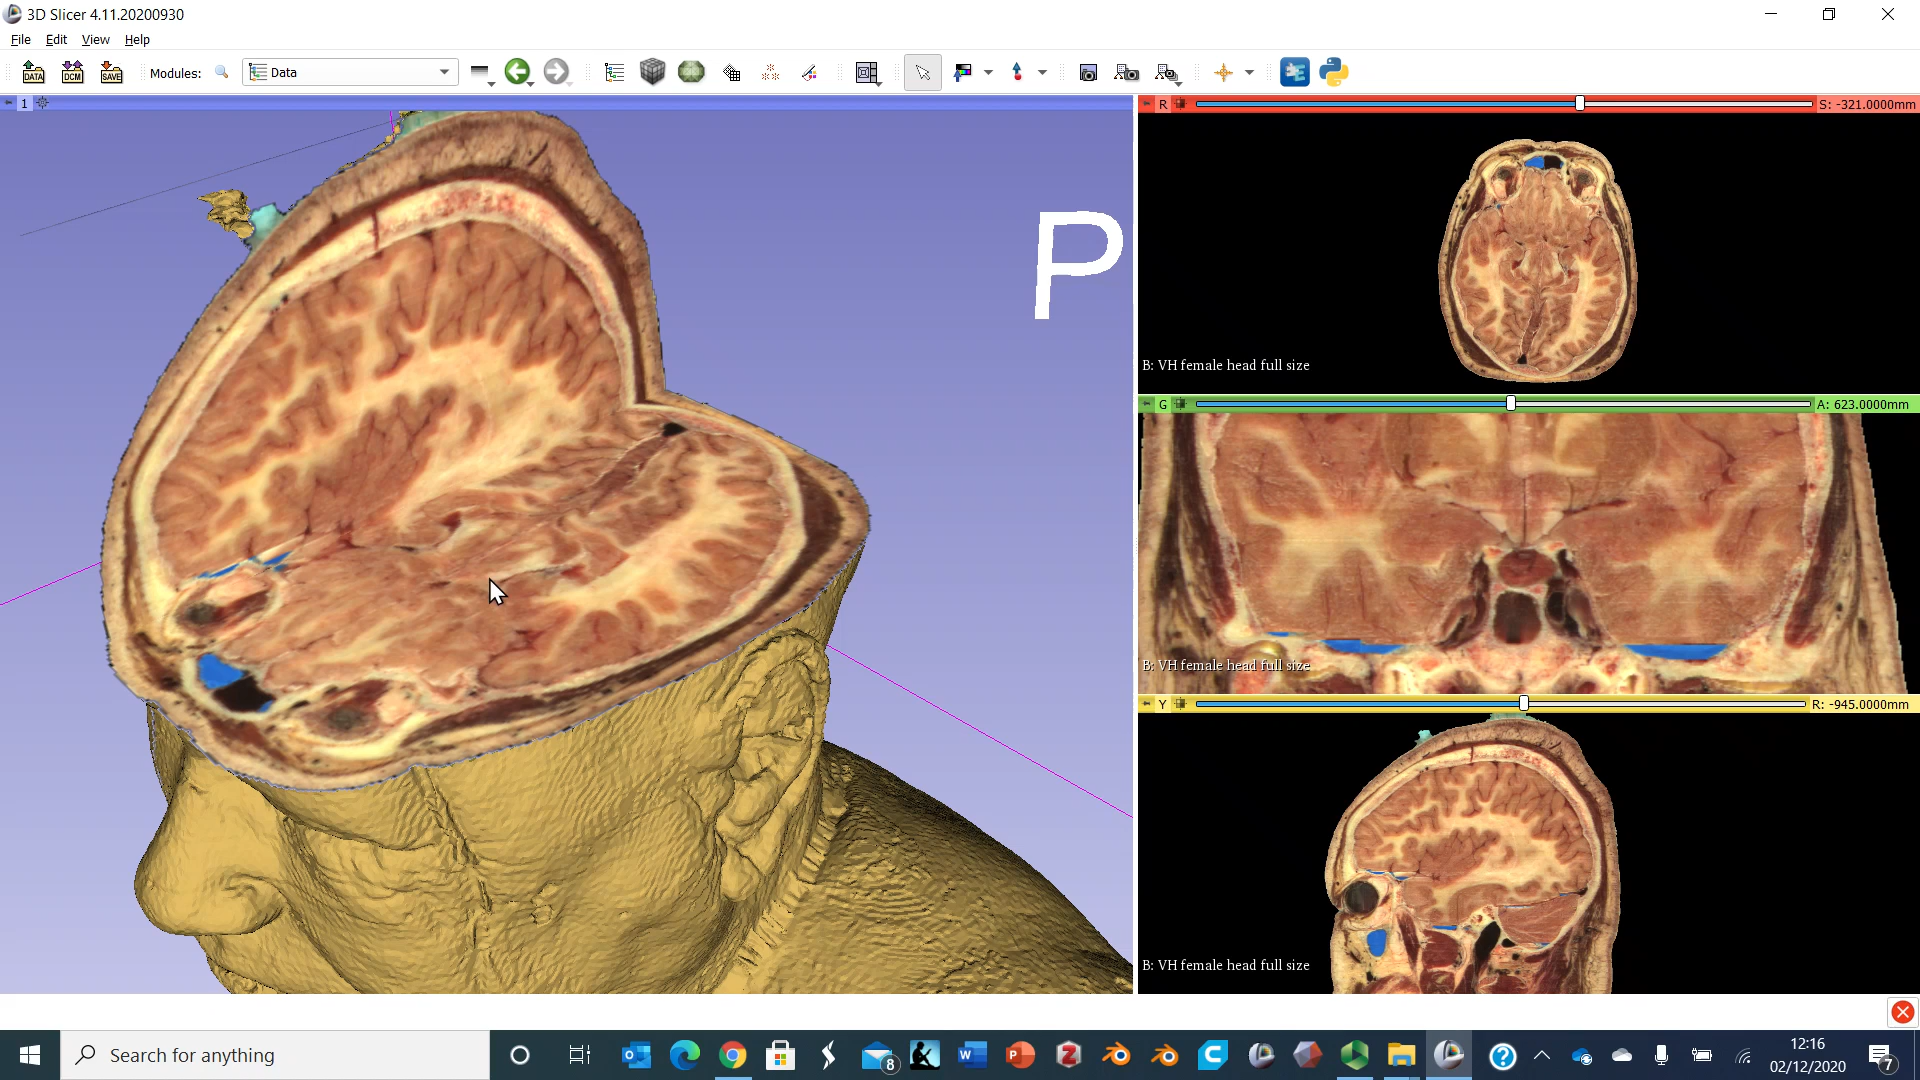 3D Slicer 4.11.20200930
File Edit View Help
DATA DCM SAVE Modules: Data
1
P
R S: -321.0000mm
B: VH female head full size
G A: 623.0000mm
B: VH female head full size
Y R: -945.0000mm
B: VH female head full size
Search for anything
8
12:16
02/12/2020
7